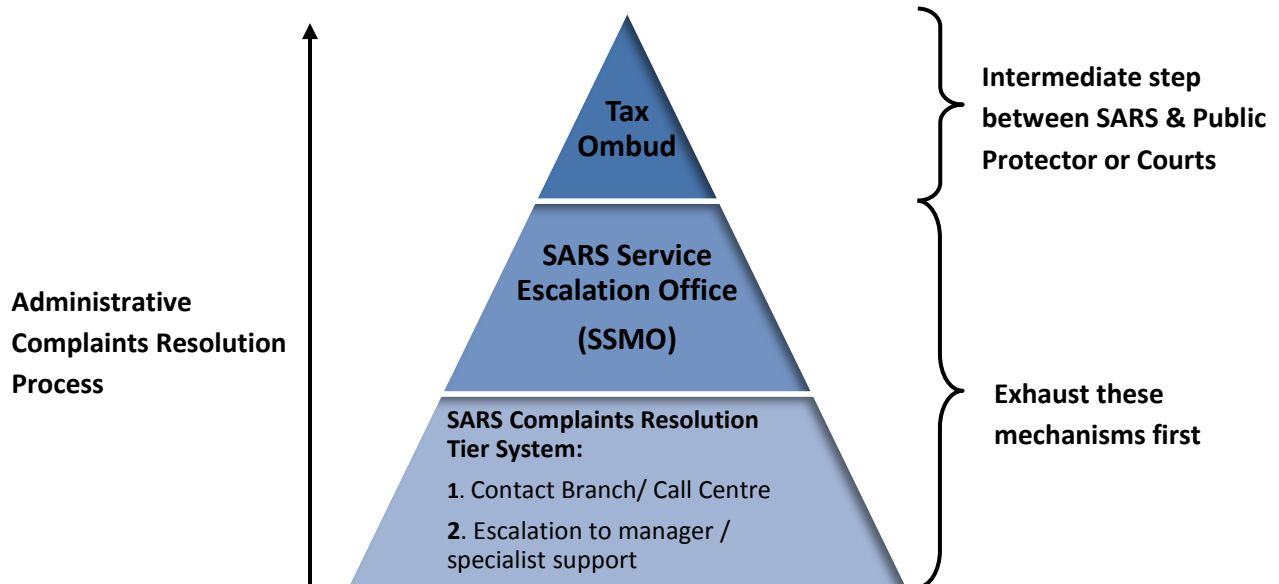 Administrative
Complaints Resolution
Process
Tax
Ombud
SARS Service
Escalation Office
(SSMO)
SARS Complaints Resolution
Tier System:
1. Contact Branch/ Call Centre
2. Escalation to manager /
specialist support
Intermediate step
between SARS & Public
Protector or Courts
Exhaust these
mechanisms first